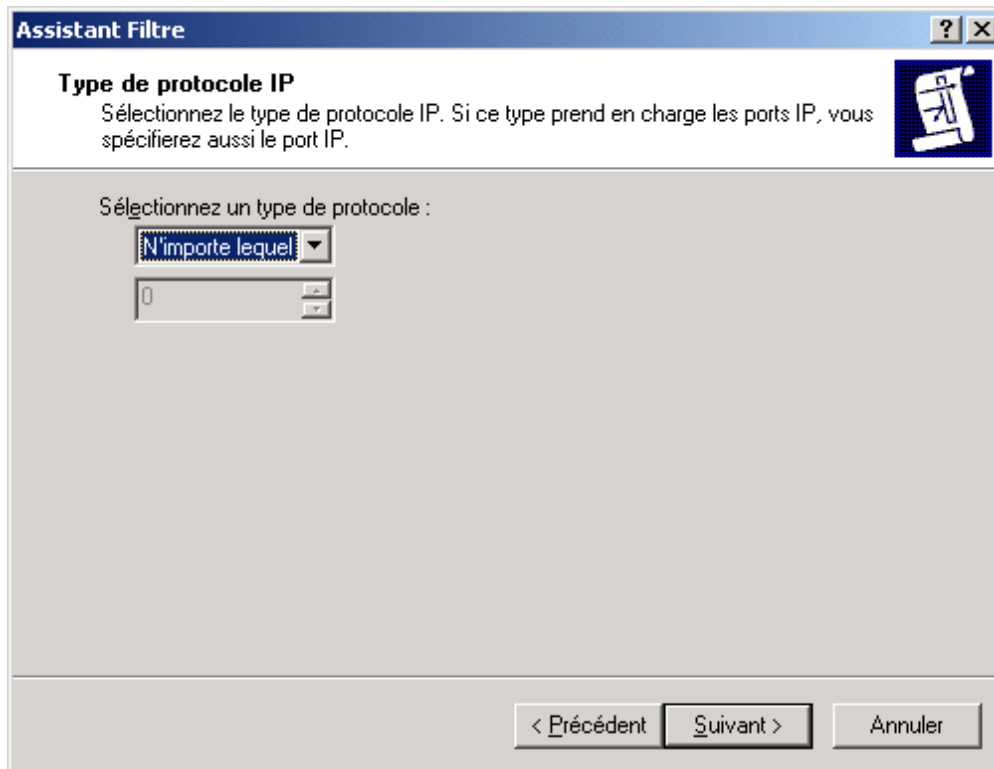 Assistant Filtre
Type de protocole IP
Sélectionnez le type de protocole IP. Si ce type prend en charge les ports IP, vous
spécifierez aussi le port IP.
Sélectionnez un type de protocole :
N'importe lequel
0
< Précédent
Suivant >
Annuler